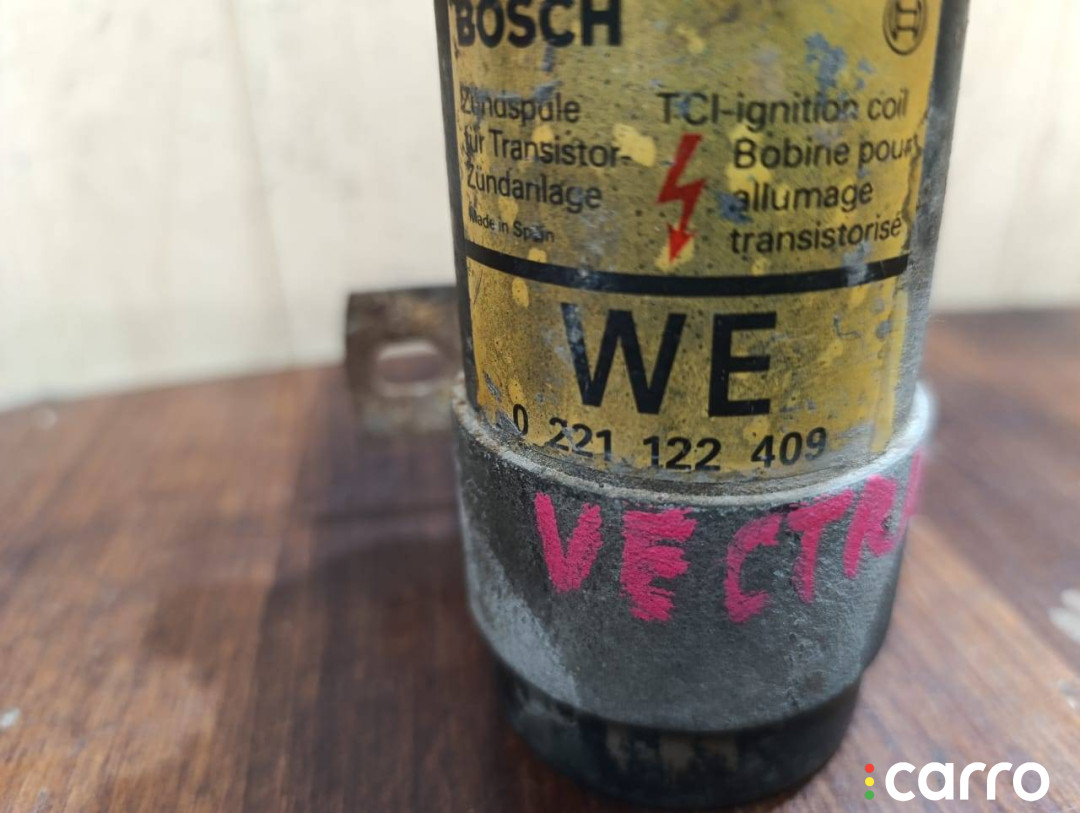 BOSCH
Zündspule
für Transistor-
Zündanlage
Made in Spain
TCI-ignition coil
Bobine pour
allumage
transistorisé
WE
0 221 122 409
VECTRA
carro